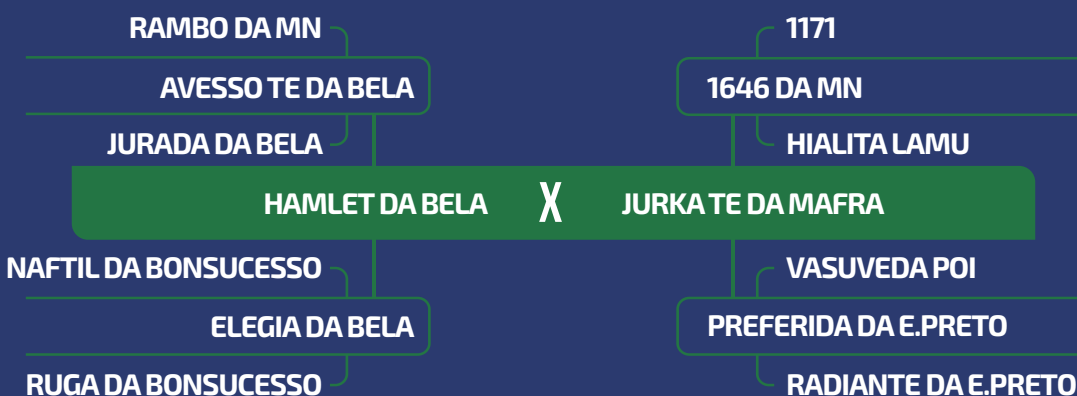 RAMBO DA MN
1171
AVESSO TE DA BELA
1646 DA MN
JURADA DA BELA
HIALITA LAMU
HAMLET DA BELA X JURKA TE DA MAFRA
NAFTIL DA BONSUCESSO
VASUVEDA POI
ELEGIA DA BELA
PREFERIDA DA E.PRETO
RUGA DA BONSUCESSO
RADIANTE DA E.PRETO